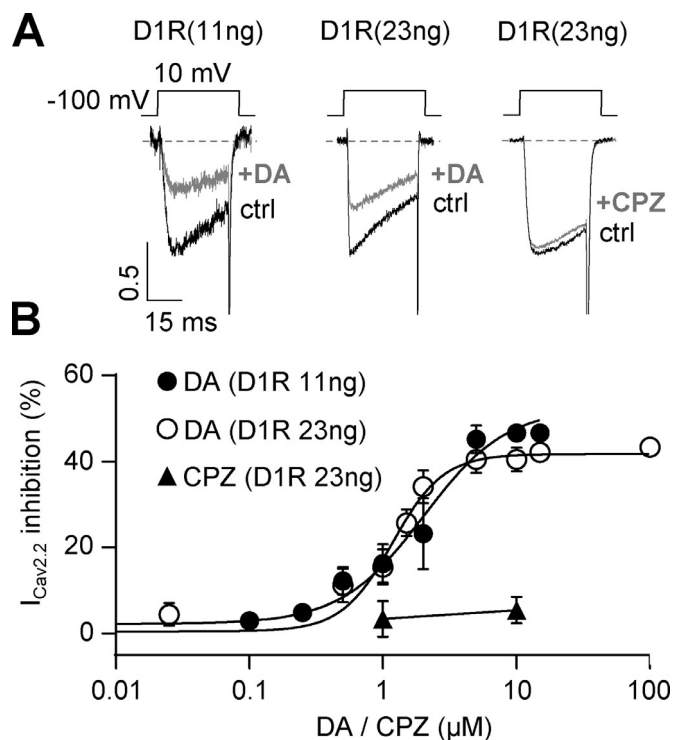 A
D1R(11ng) D1R(23ng) D1R(23ng)
10 mV
-100 mV
+DA +DA +CPZ
ctrl ctrl ctrl
0.5
15 ms
B
60
40
20
0
I_Cav2.2 inhibition (%)
DA (D1R 11ng)
DA (D1R 23ng)
CPZ (D1R 23ng)
0.01 0.1 1 10 100
DA / CPZ (µM)